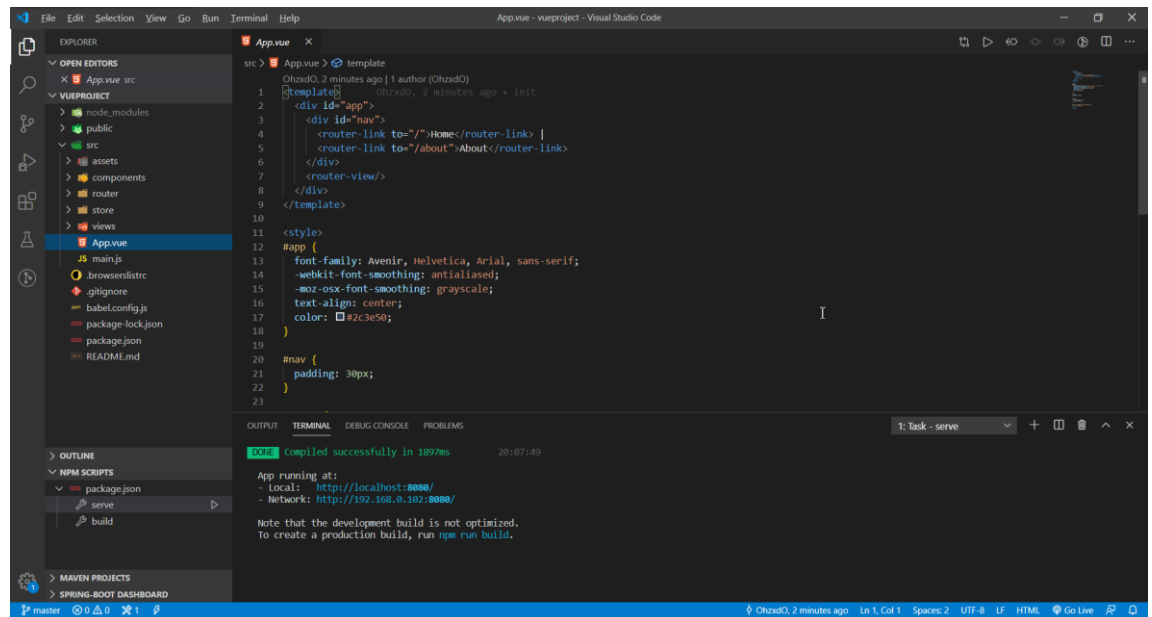 File Edit Selection View Go Run Terminal Help
App.vue - vueproject - Visual Studio Code
EXPLORER
OPEN EDITORS
App.vue src
VUEPROJECT
node_modules
public
src
assets
components
router
store
views
App.vue
JS main.js
.browserslistrc
.gitignore
babel.config.js
package-lock.json
package.json
README.md
OUTLINE
NPM SCRIPTS
package.json
serve
build
MAVEN PROJECTS
SPRING-BOOT DASHBOARD
App.vue
src > App.vue > template
OhzxdO, 2 minutes ago | 1 author (OhzxdO)
1 <template> OhzxdO, 2 minutes ago • init
2 <div id="app">
3 <div id="nav">
4 <router-link to="/">Home</router-link> |
5 <router-link to="/about">About</router-link>
6 </div>
7 <router-view/>
8 </div>
9 </template>
10
11 <style>
12 #app {
13 font-family: Avenir, Helvetica, Arial, sans-serif;
14 -webkit-font-smoothing: antialiased;
15 -moz-osx-font-smoothing: grayscale;
16 text-align: center;
17 color: #2c3e50;
18 }
19
20 #nav {
21 padding: 30px;
22 }
23
OUTPUT TERMINAL DEBUG CONSOLE PROBLEMS
1: Task - serve
DONE Compiled successfully in 1897ms 20:07:49
App running at:
- Local: http://localhost:8080/
- Network: http://192.168.0.102:8080/
Note that the development build is not optimized.
To create a production build, run npm run build.
1
master 0 0 1
OhzxdO, 2 minutes ago Ln 1, Col 1 Spaces: 2 UTF-8 LF HTML Go Live